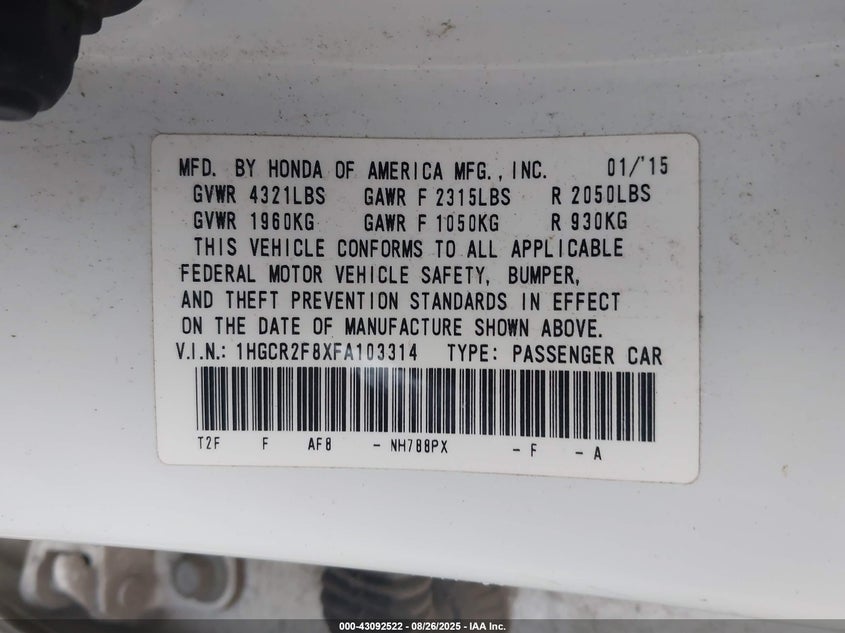 MFD. BY HONDA OF AMERICA MFG., INC. 01/'15
GVWR 4321LBS GAWR F 2315LBS R 2050LBS
GVWR 1960KG GAWR F 1050KG R 930KG
THIS VEHICLE CONFORMS TO ALL APPLICABLE
FEDERAL MOTOR VEHICLE SAFETY, BUMPER,
AND THEFT PREVENTION STANDARDS IN EFFECT
ON THE DATE OF MANUFACTURE SHOWN ABOVE.
V.I.N.: 1HGCR2F8XFA103314 TYPE: PASSENGER CAR
T2F F AF8 - NH788PX - F - A
000-43092522 - 08/26/2025 - IAA Inc.